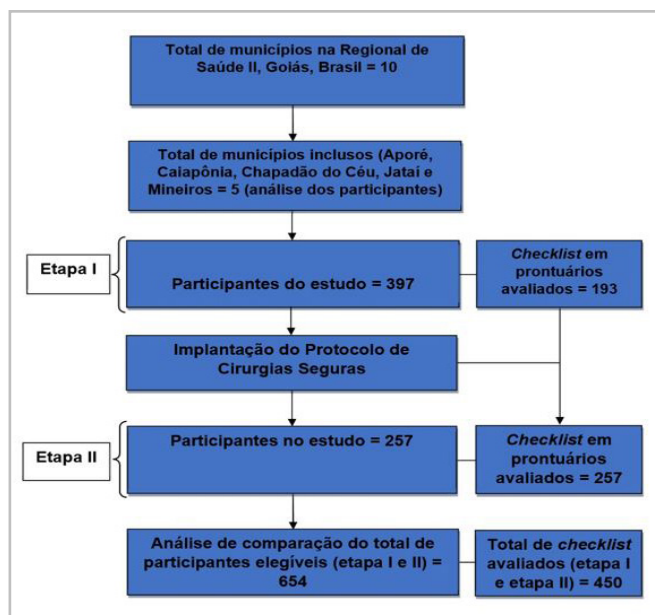 Total de municípios na Regional de
Saúde II, Goiás, Brasil = 10
Total de municípios inclusos (Aporé,
Caiapônia, Chapadão do Céu, Jataí e
Mineiros = 5 (análise dos participantes)
Etapa I
Participantes do estudo = 397
Checklist em
prontuários
avaliados = 193
Implantação do Protocolo de
Cirurgias Seguras
Etapa II
Participantes no estudo = 257
Checklist em
prontuários
avaliados = 257
Análise de comparação do total de
participantes elegíveis (etapa I e II) =
654
Total de checklist
avaliados (etapa I
e etapa II) = 450